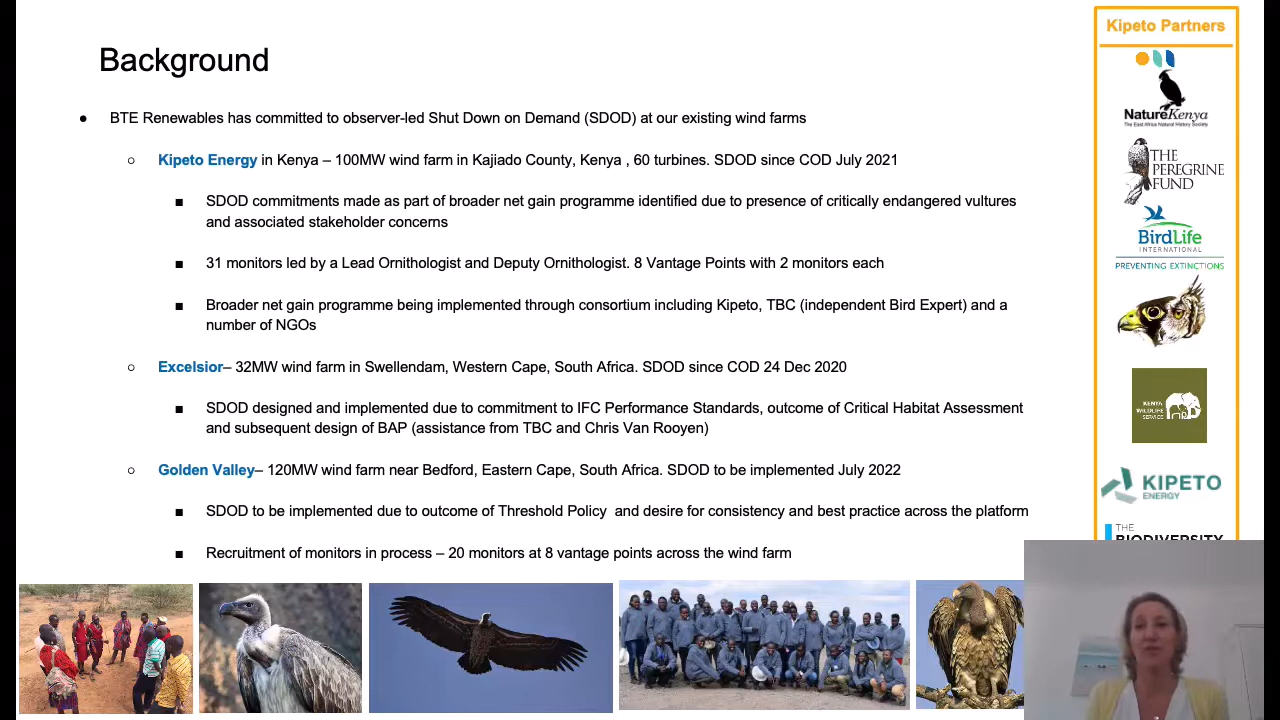 Background
● BTE Renewables has committed to observer-led Shut Down on Demand (SDOD) at our existing wind farms
○ Kipeto Energy in Kenya – 100MW wind farm in Kajiado County, Kenya , 60 turbines. SDOD since COD July 2021
■ SDOD commitments made as part of broader net gain programme identified due to presence of critically endangered vultures
and associated stakeholder concerns
■ 31 monitors led by a Lead Ornithologist and Deputy Ornithologist. 8 Vantage Points with 2 monitors each
■ Broader net gain programme being implemented through consortium including Kipeto, TBC (independent Bird Expert) and a
number of NGOs
○ Excelsior– 32MW wind farm in Swellendam, Western Cape, South Africa. SDOD since COD 24 Dec 2020
■ SDOD designed and implemented due to commitment to IFC Performance Standards, outcome of Critical Habitat Assessment
and subsequent design of BAP (assistance from TBC and Chris Van Rooyen)
○ Golden Valley– 120MW wind farm near Bedford, Eastern Cape, South Africa. SDOD to be implemented July 2022
■ SDOD to be implemented due to outcome of Threshold Policy and desire for consistency and best practice across the platform
■ Recruitment of monitors in process – 20 monitors at 8 vantage points across the wind farm
Kipeto Partners
NatureKenya
The East Africa Natural History Society
THE
PEREGRINE
FUND
BirdLife
INTERNATIONAL
PREVENTING EXTINCTIONS
KENYA
WILDLIFE
SERVICE
KIPETO
ENERGY
THE
BIODIVERSITY